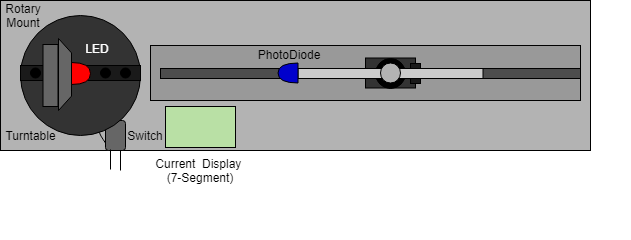 Rotary
Mount
LED
PhotoDiode
Turntable
Switch
Current Display
(7-Segment)